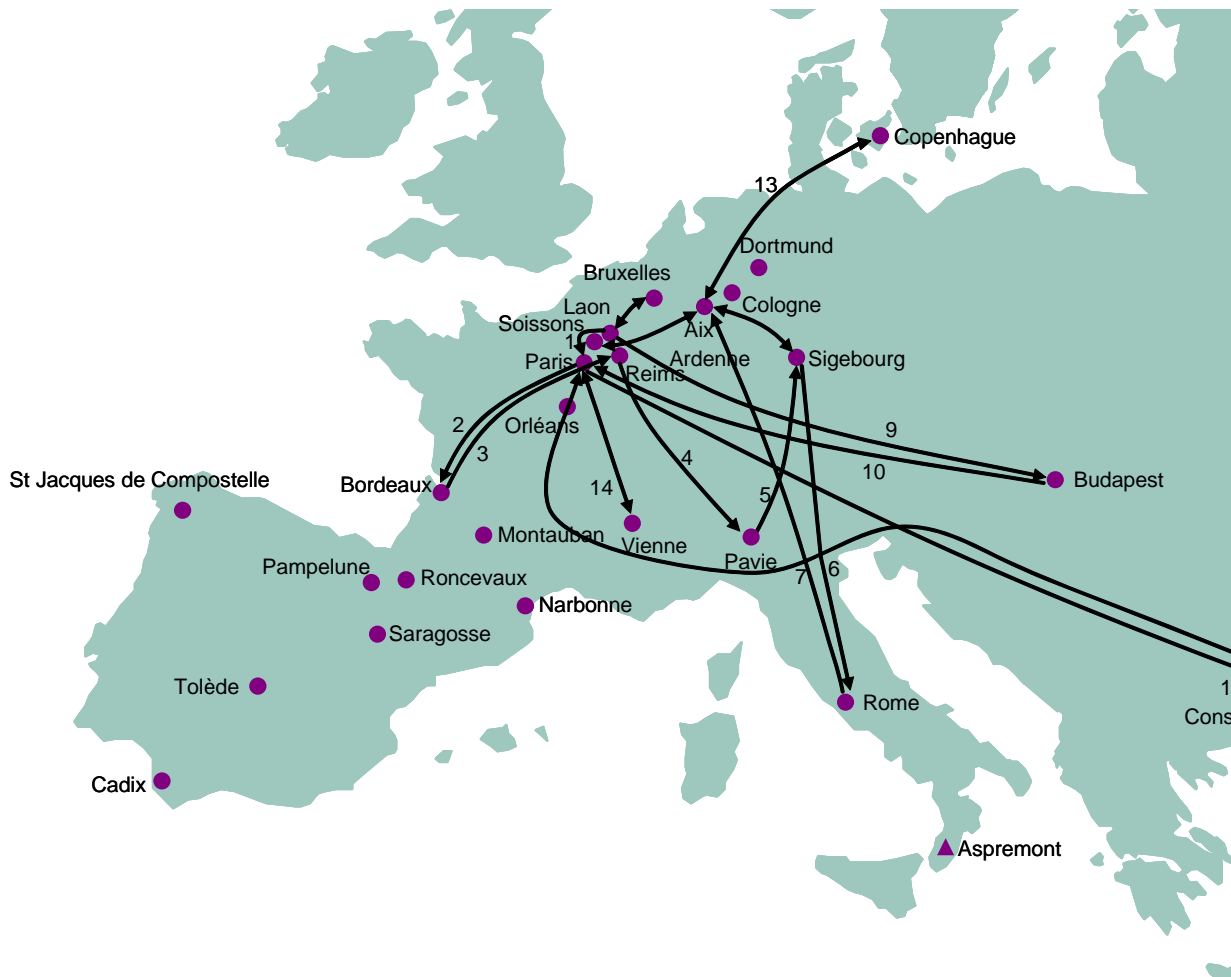 Copenhague
13
Dortmund
Bruxelles
Cologne
Laon
Soissons
Aix
1
Paris
Ardenne
Sigebourg
Reims
Orléans
2
9
3
4
10
St Jacques de Compostelle
Bordeaux
14
5
Budapest
Montauban
Vienne
Pavie
Pampelune
Roncevaux
7
6
Narbonne
Saragosse
Tolède
Rome
1
Cons
Cadix
Aspremont